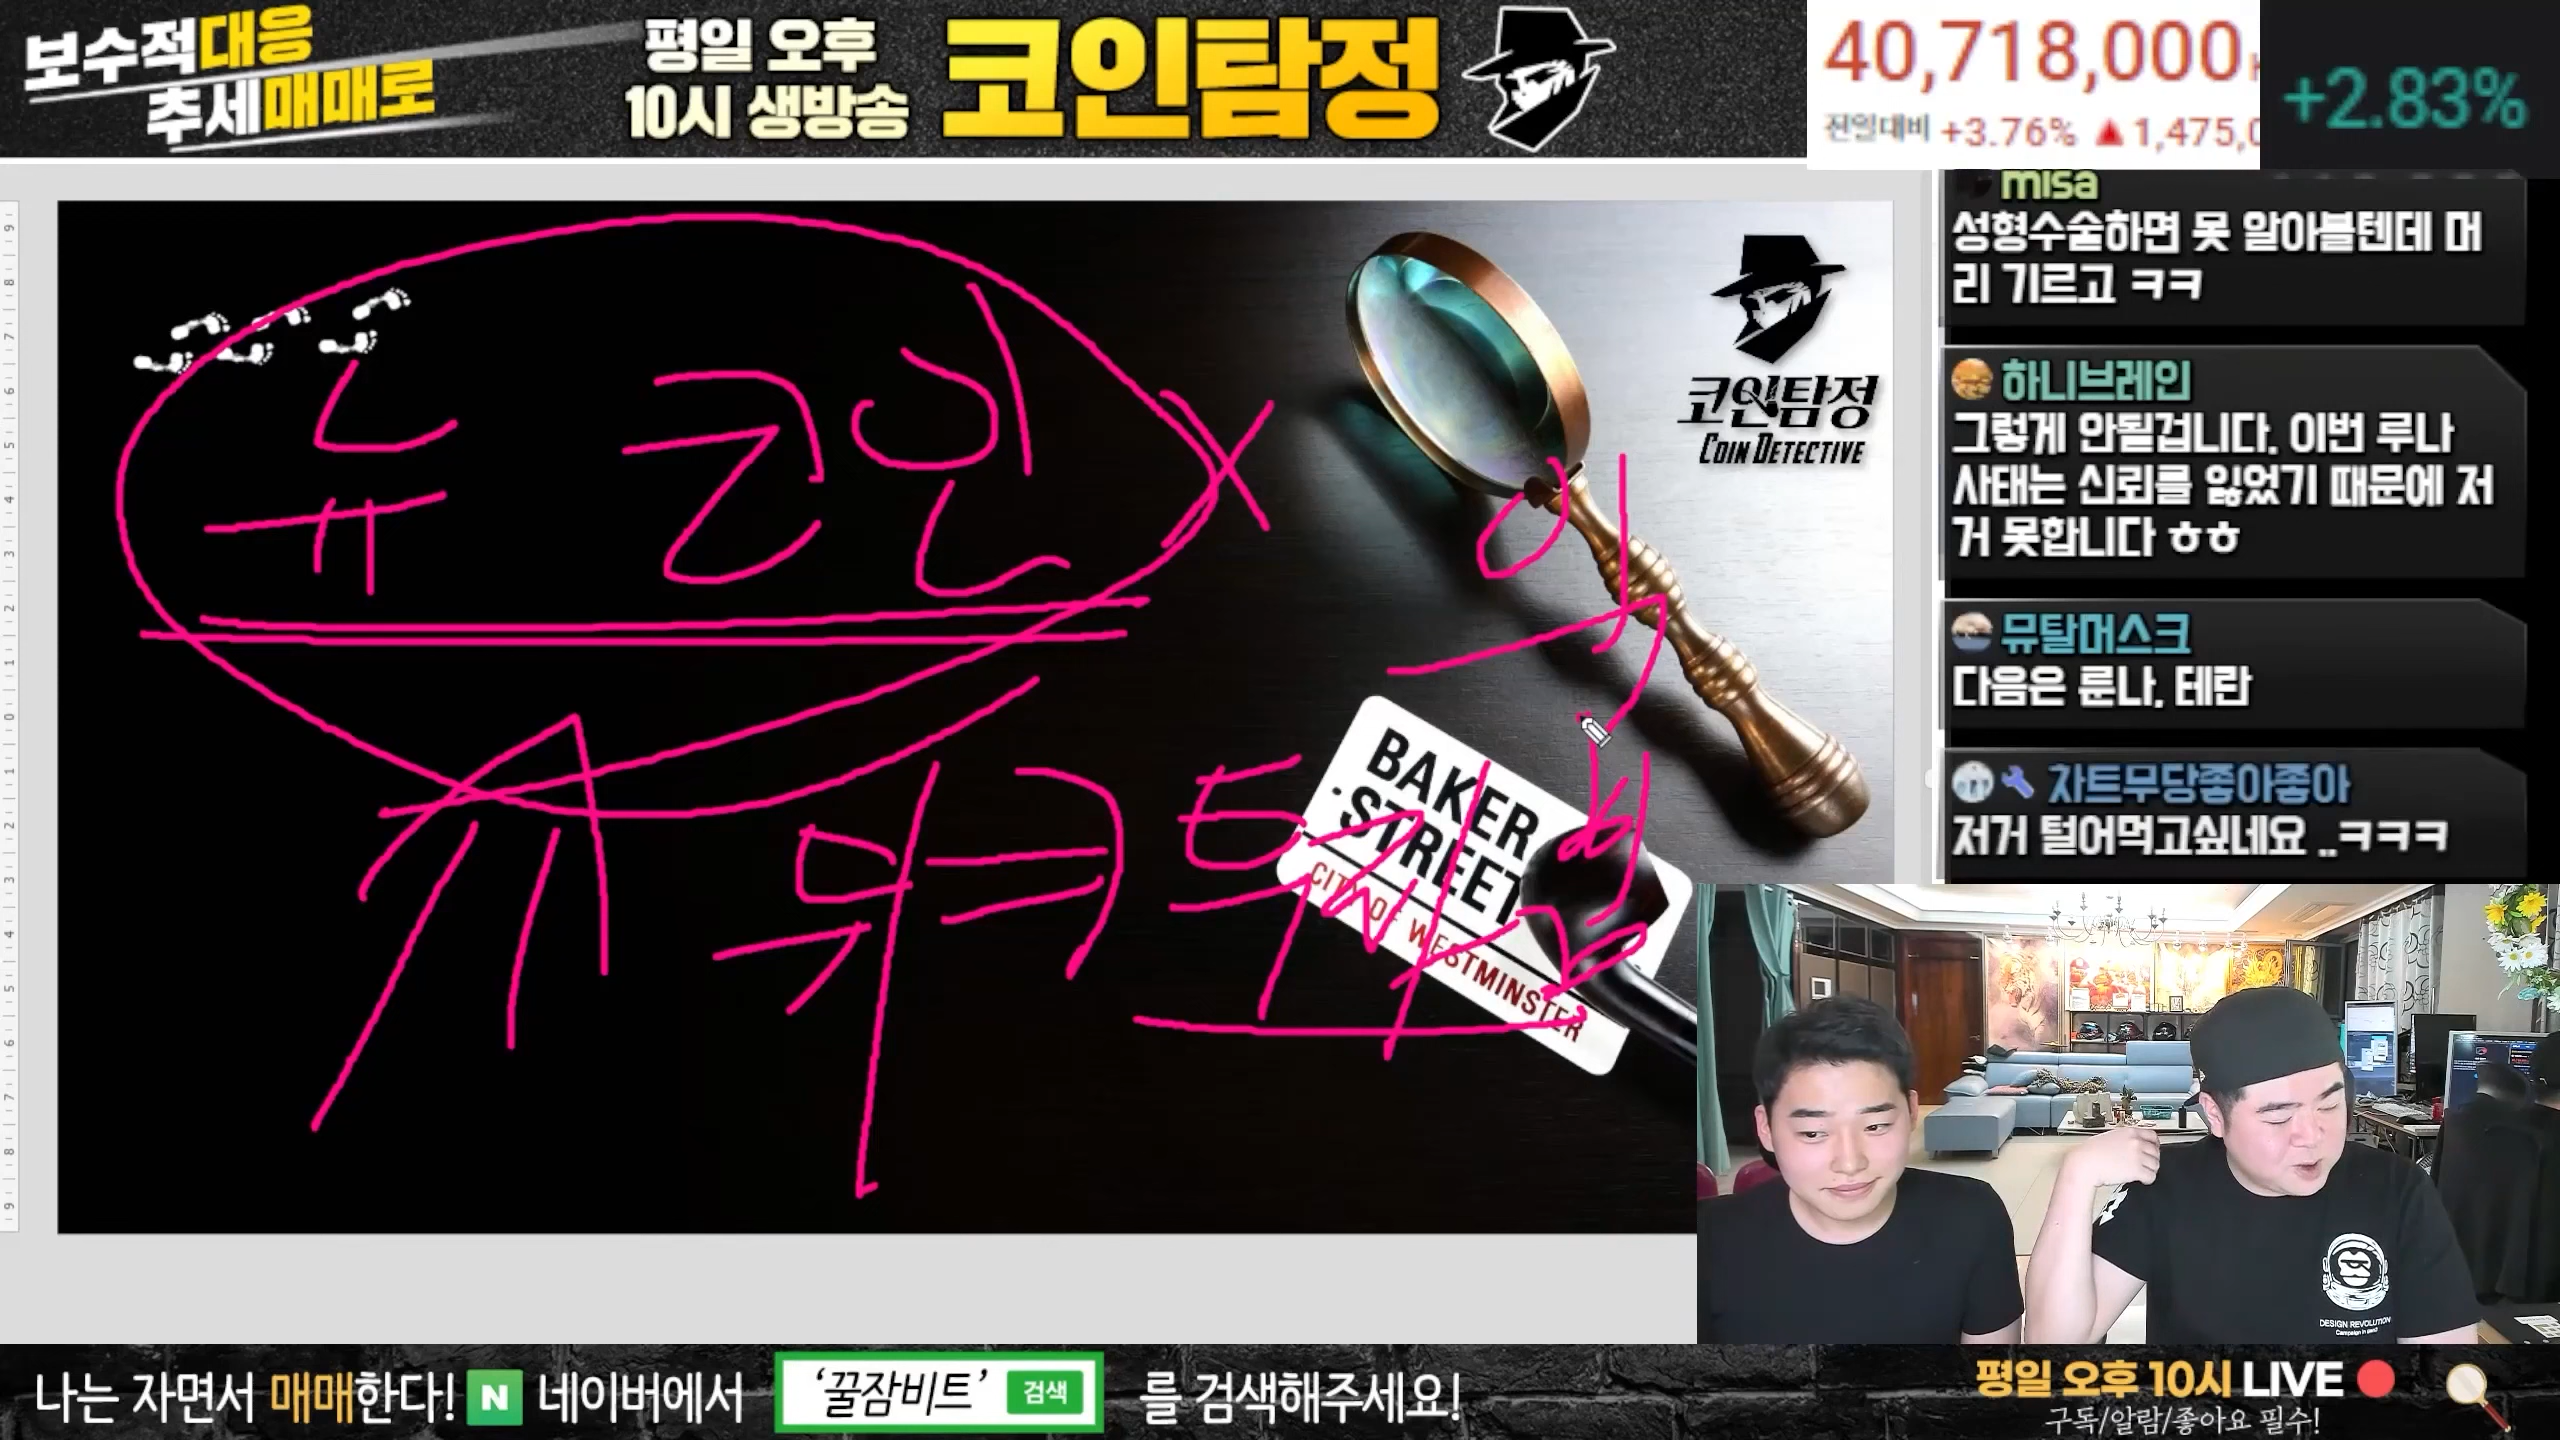 보수적대응
추세매매로
평일 오후
10시 생방송
코인탐정
40,718,000
전일대비 +3.76% ▲ 1,475,0
+2.83%
misa
성형수술하면 못 알아볼텐데 머
리 기르고 ㅋㅋ
하니브레인
그렇게 안될겁니다. 이번 루나
사태는 신뢰를 잃었기 때문에 저
거 못합니다 ㅎㅎ
뮤탈머스크
다음은 룬나, 테란
차트무당좋아좋아
저거 털어먹고싶네요 ..ㅋㅋㅋ
코인탐정
COIN DETECTIVE
뉴 코인
BAKER
STREET
CITY OF WESTMINSTER
DESIGN REVOLUTION
나는 자면서 매매한다! N 네이버에서 '꿀잠비트' 검색 를 검색해주세요!
평일 오후 10시 LIVE
구독/알람/좋아요 필수!